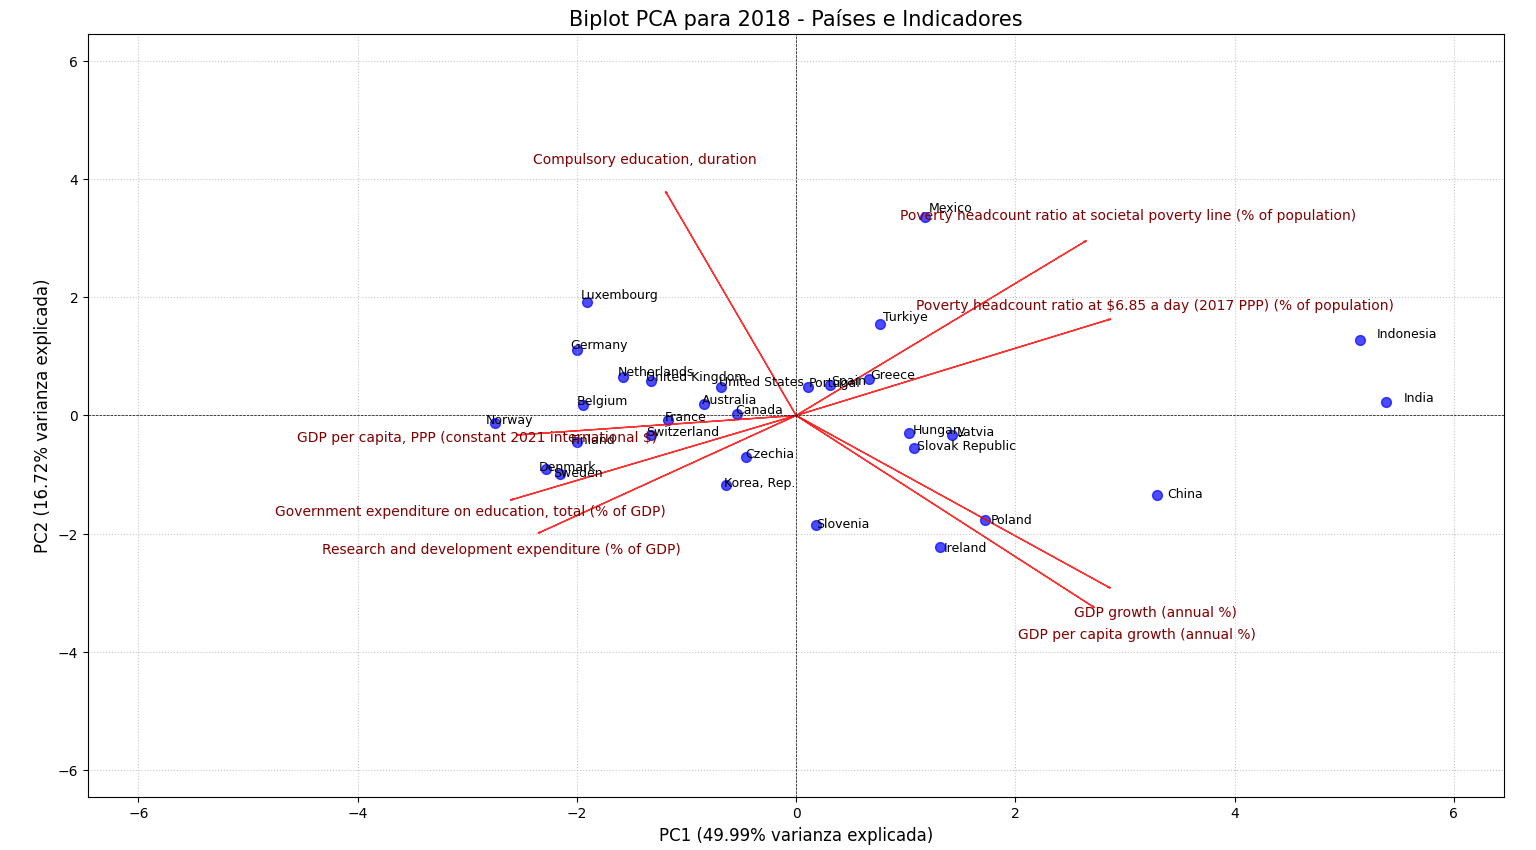 Biplot PCA para 2018 - Países e Indicadores
6
Compulsory education, duration
4
Mexico
Poverty headcount ratio at societal poverty line (% of population)
Luxembourg
2
Poverty headcount ratio at $6.85 a day (2017 PPP) (% of population)
Turkiye
Indonesia
Germany
Netherlands
United Kingdom
United States
Portugal
Spain
Greece
Belgium
Australia
India
Canada
0
Norway
France
GDP per capita, PPP (constant 2021 international $)
Finland
Switzerland
Hungary
Latvia
Slovak Republic
Czechia
Denmark
Sweden
Korea, Rep.
China
Government expenditure on education, total (% of GDP)
Slovenia
Poland
−2
Research and development expenditure (% of GDP)
Ireland
GDP growth (annual %)
GDP per capita growth (annual %)
−4
−6
PC2 (16.72% varianza explicada)
−6 −4 −2 0 2 4 6
PC1 (49.99% varianza explicada)